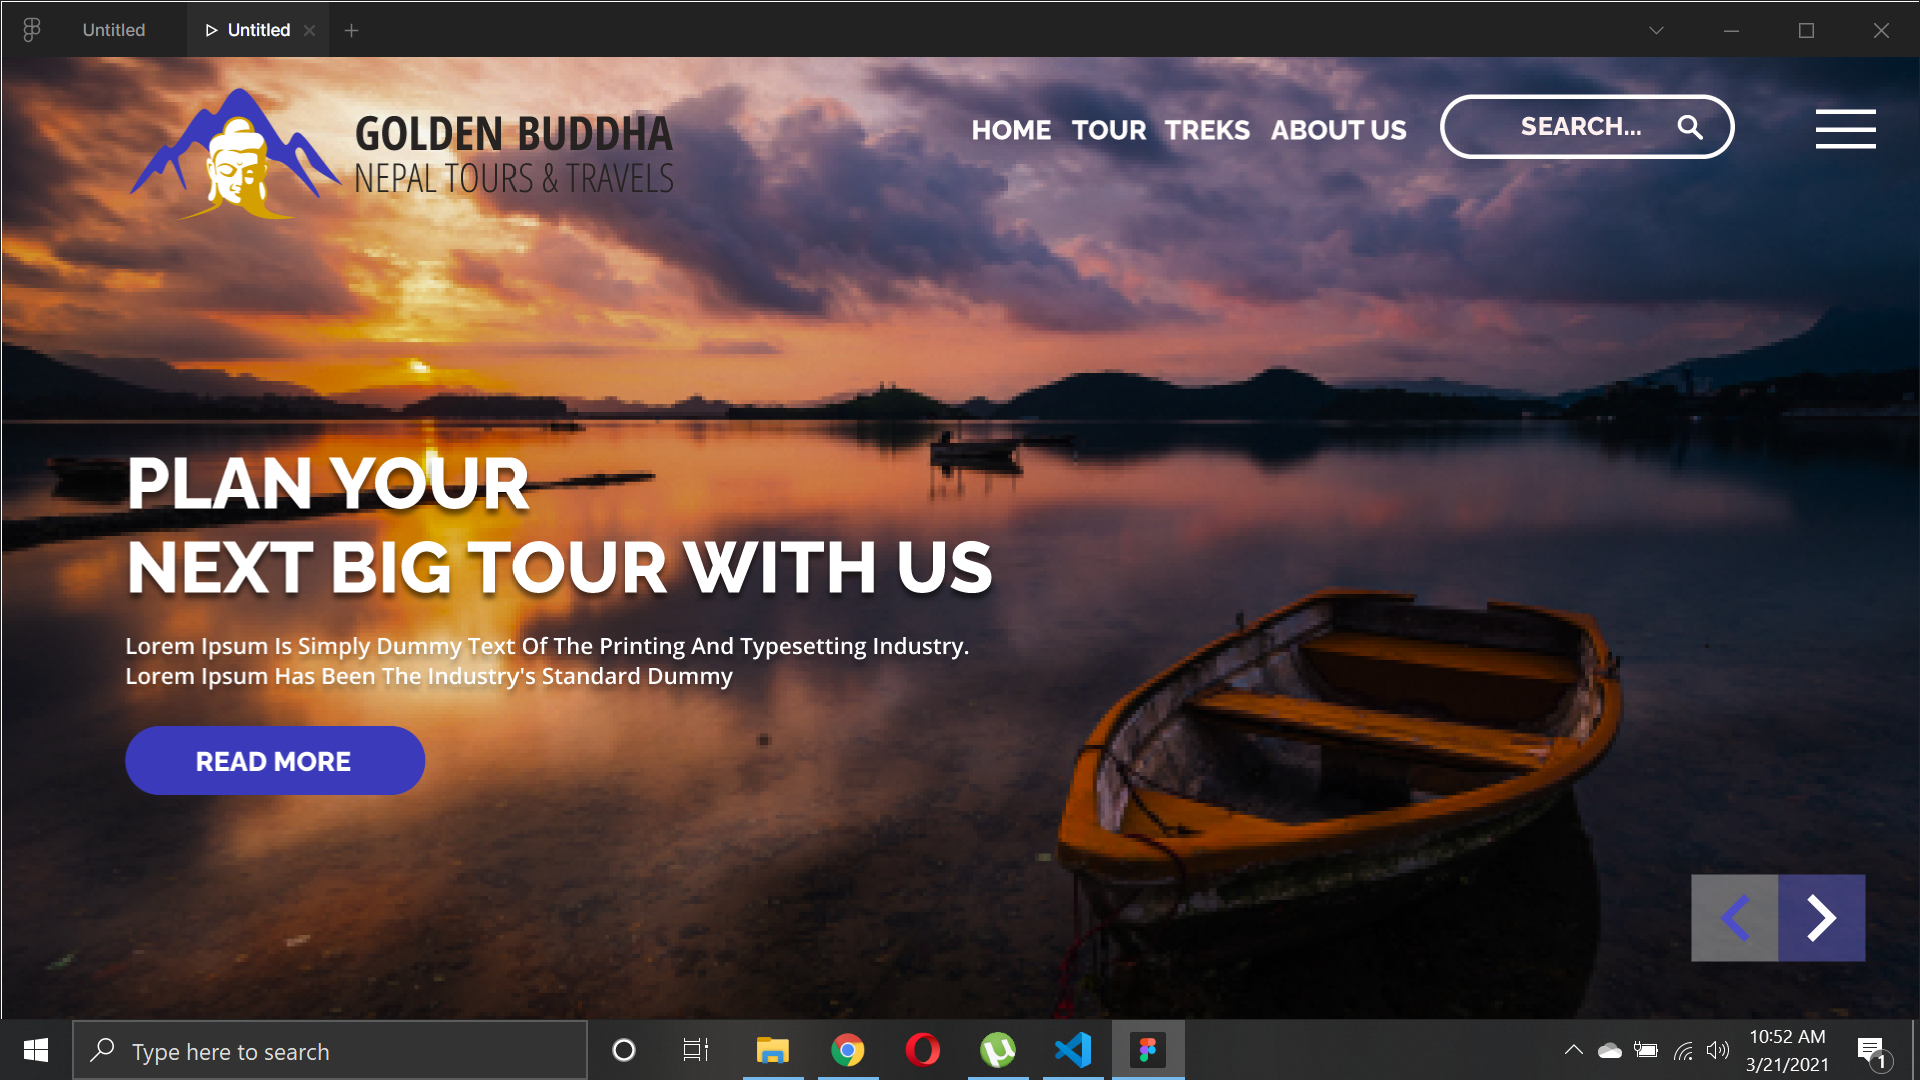 Untitled
Untitled
GOLDEN BUDDHA
NEPAL TOURS & TRAVELS
HOME TOUR TREKS ABOUT US
SEARCH...
PLAN YOUR
NEXT BIG TOUR WITH US
Lorem Ipsum Is Simply Dummy Text Of The Printing And Typesetting Industry.
Lorem Ipsum Has Been The Industry's Standard Dummy
READ MORE
Type here to search
10:52 AM
3/21/2021
1